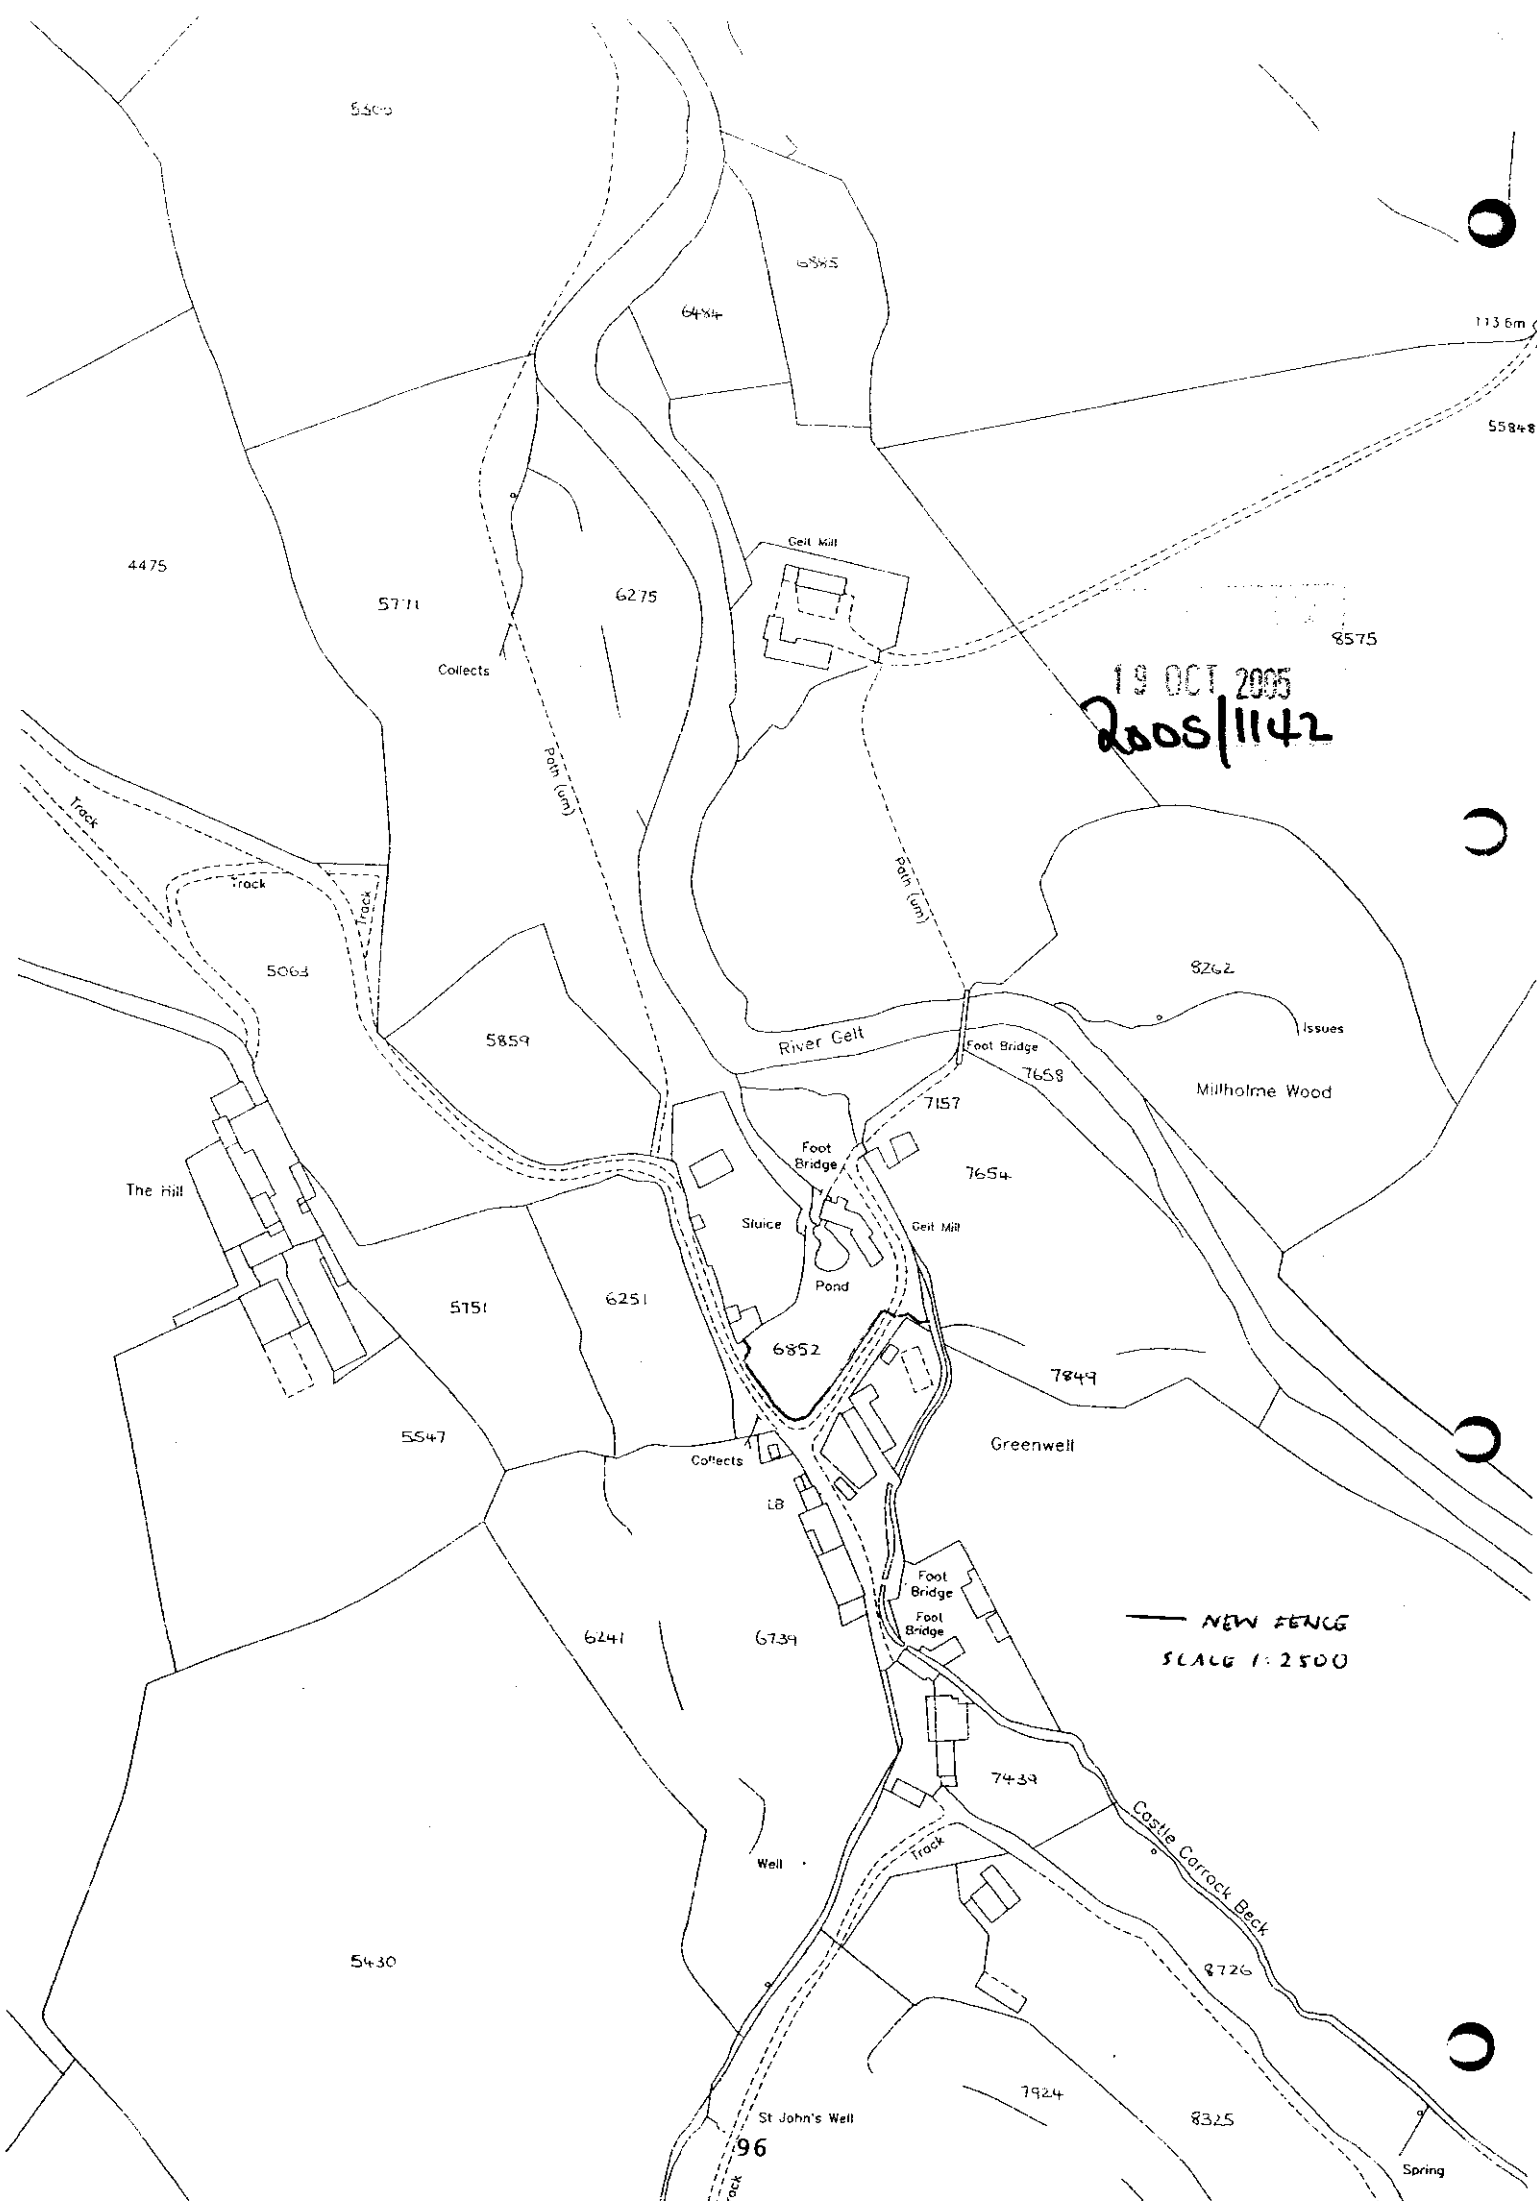 5300
6885
6484
113.6m
55848
Gelt Mill
4475
5771
6275
8575
Collects
19 OCT 2005
2005/1142
Path (um)
Track
Track
Track
Path (um)
5063
8262
Issues
5859
River Gelt
Foot Bridge
7658
Millholme Wood
7157
Foot
Bridge
7654
The Hill
Sluice
Gelt Mill
Pond
5751
6251
6852
7849
5547
Greenwell
Collects
LB
Foot
Bridge
Foot
Bridge
NEW FENCE
SCALE 1:2500
6241
6739
7439
Castle Carrock Beck
Track
Well
5430
8726
7924
8325
St John's Well
96
Track
Spring